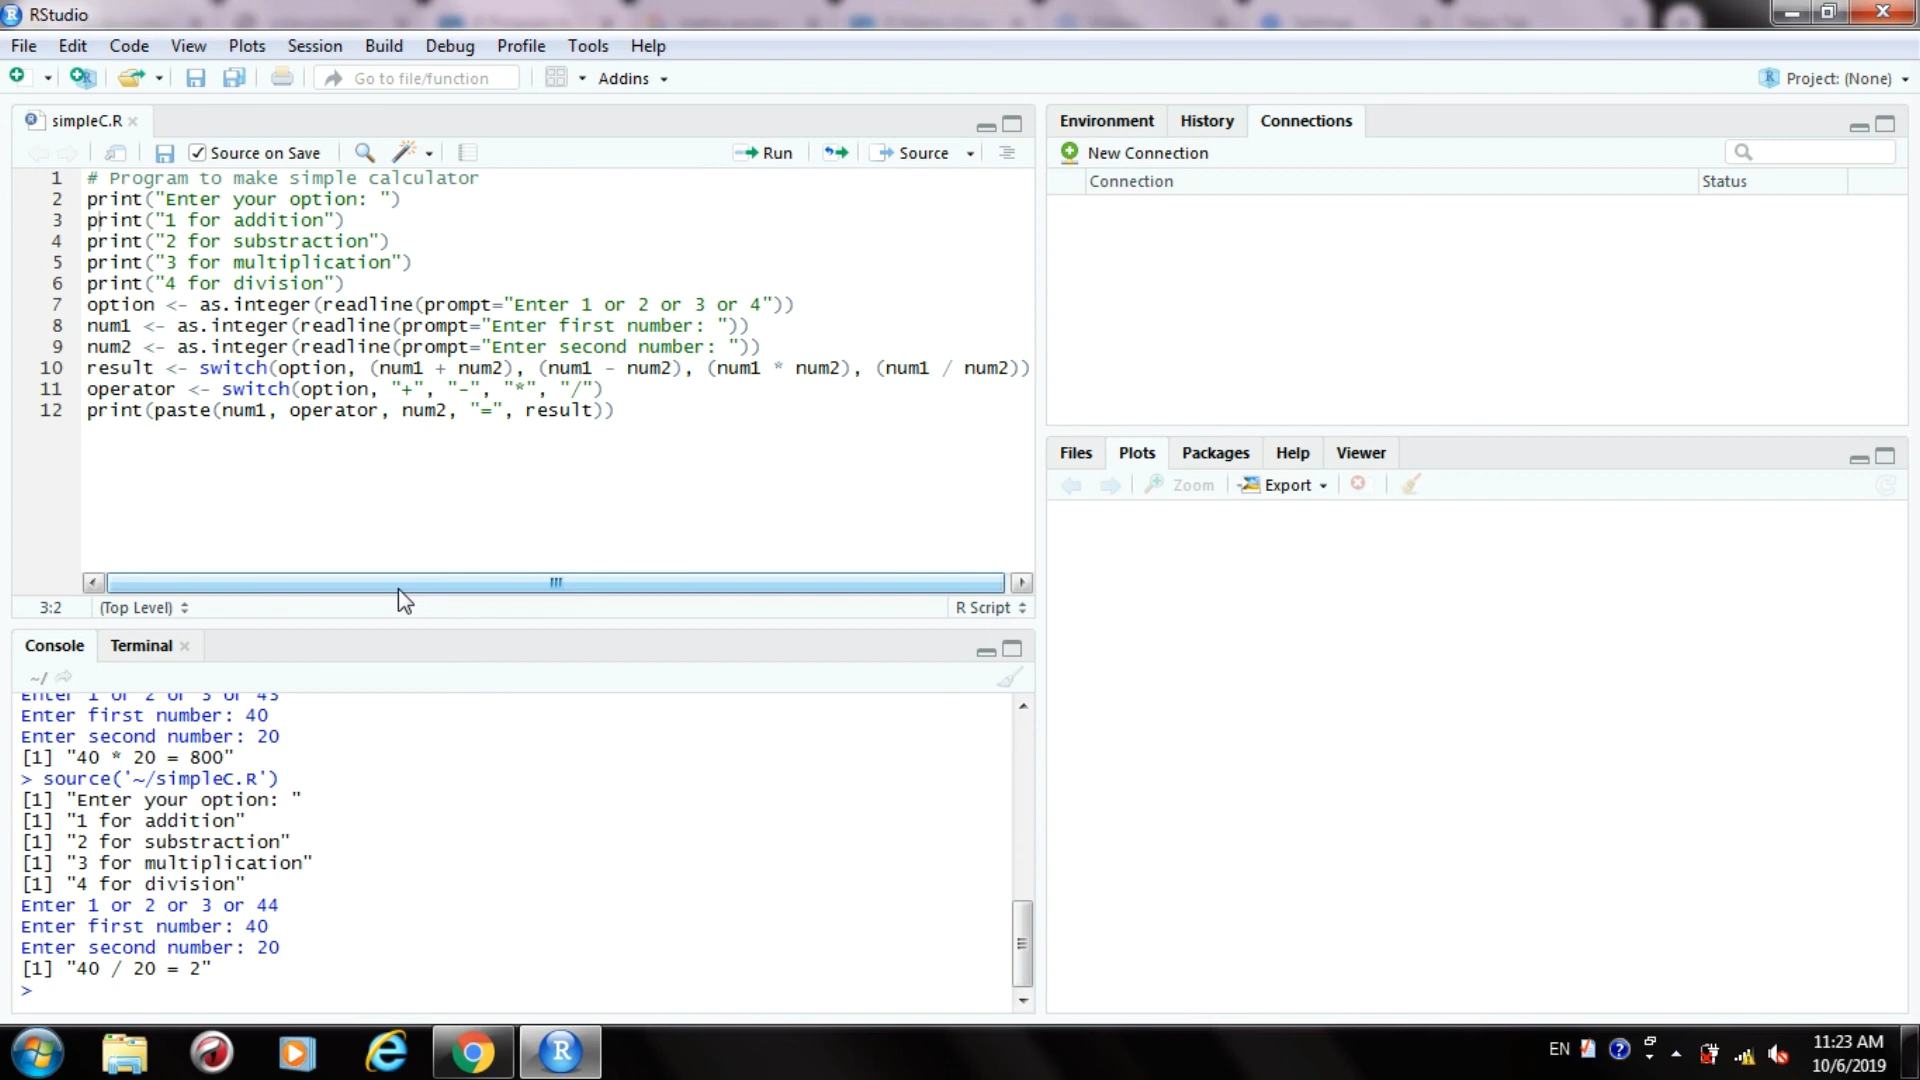 RStudio
File Edit Code View Plots Session Build Debug Profile Tools Help
Go to file/function Addins Project: (None)
simpleC.R
Source on Save Run Source
1 # Program to make simple calculator
2 print("Enter your option: ")
3 print("1 for addition")
4 print("2 for substraction")
5 print("3 for multiplication")
6 print("4 for division")
7 option <- as.integer(readline(prompt="Enter 1 or 2 or 3 or 4"))
8 num1 <- as.integer(readline(prompt="Enter first number: "))
9 num2 <- as.integer(readline(prompt="Enter second number: "))
10 result <- switch(option, (num1 + num2), (num1 - num2), (num1 * num2), (num1 / num2))
11 operator <- switch(option, "+", "-", "*", "/")
12 print(paste(num1, operator, num2, "=", result))
3:2 (Top Level) R Script
Console Terminal
~/
Enter 1 or 2 or 3 or 43
Enter first number: 40
Enter second number: 20
[1] "40 * 20 = 800"
> source('~/simpleC.R')
[1] "Enter your option: "
[1] "1 for addition"
[1] "2 for substraction"
[1] "3 for multiplication"
[1] "4 for division"
Enter 1 or 2 or 3 or 44
Enter first number: 40
Enter second number: 20
[1] "40 / 20 = 2"
>
Environment History Connections
New Connection
Connection Status
Files Plots Packages Help Viewer
Zoom Export
EN
11:23 AM
10/6/2019